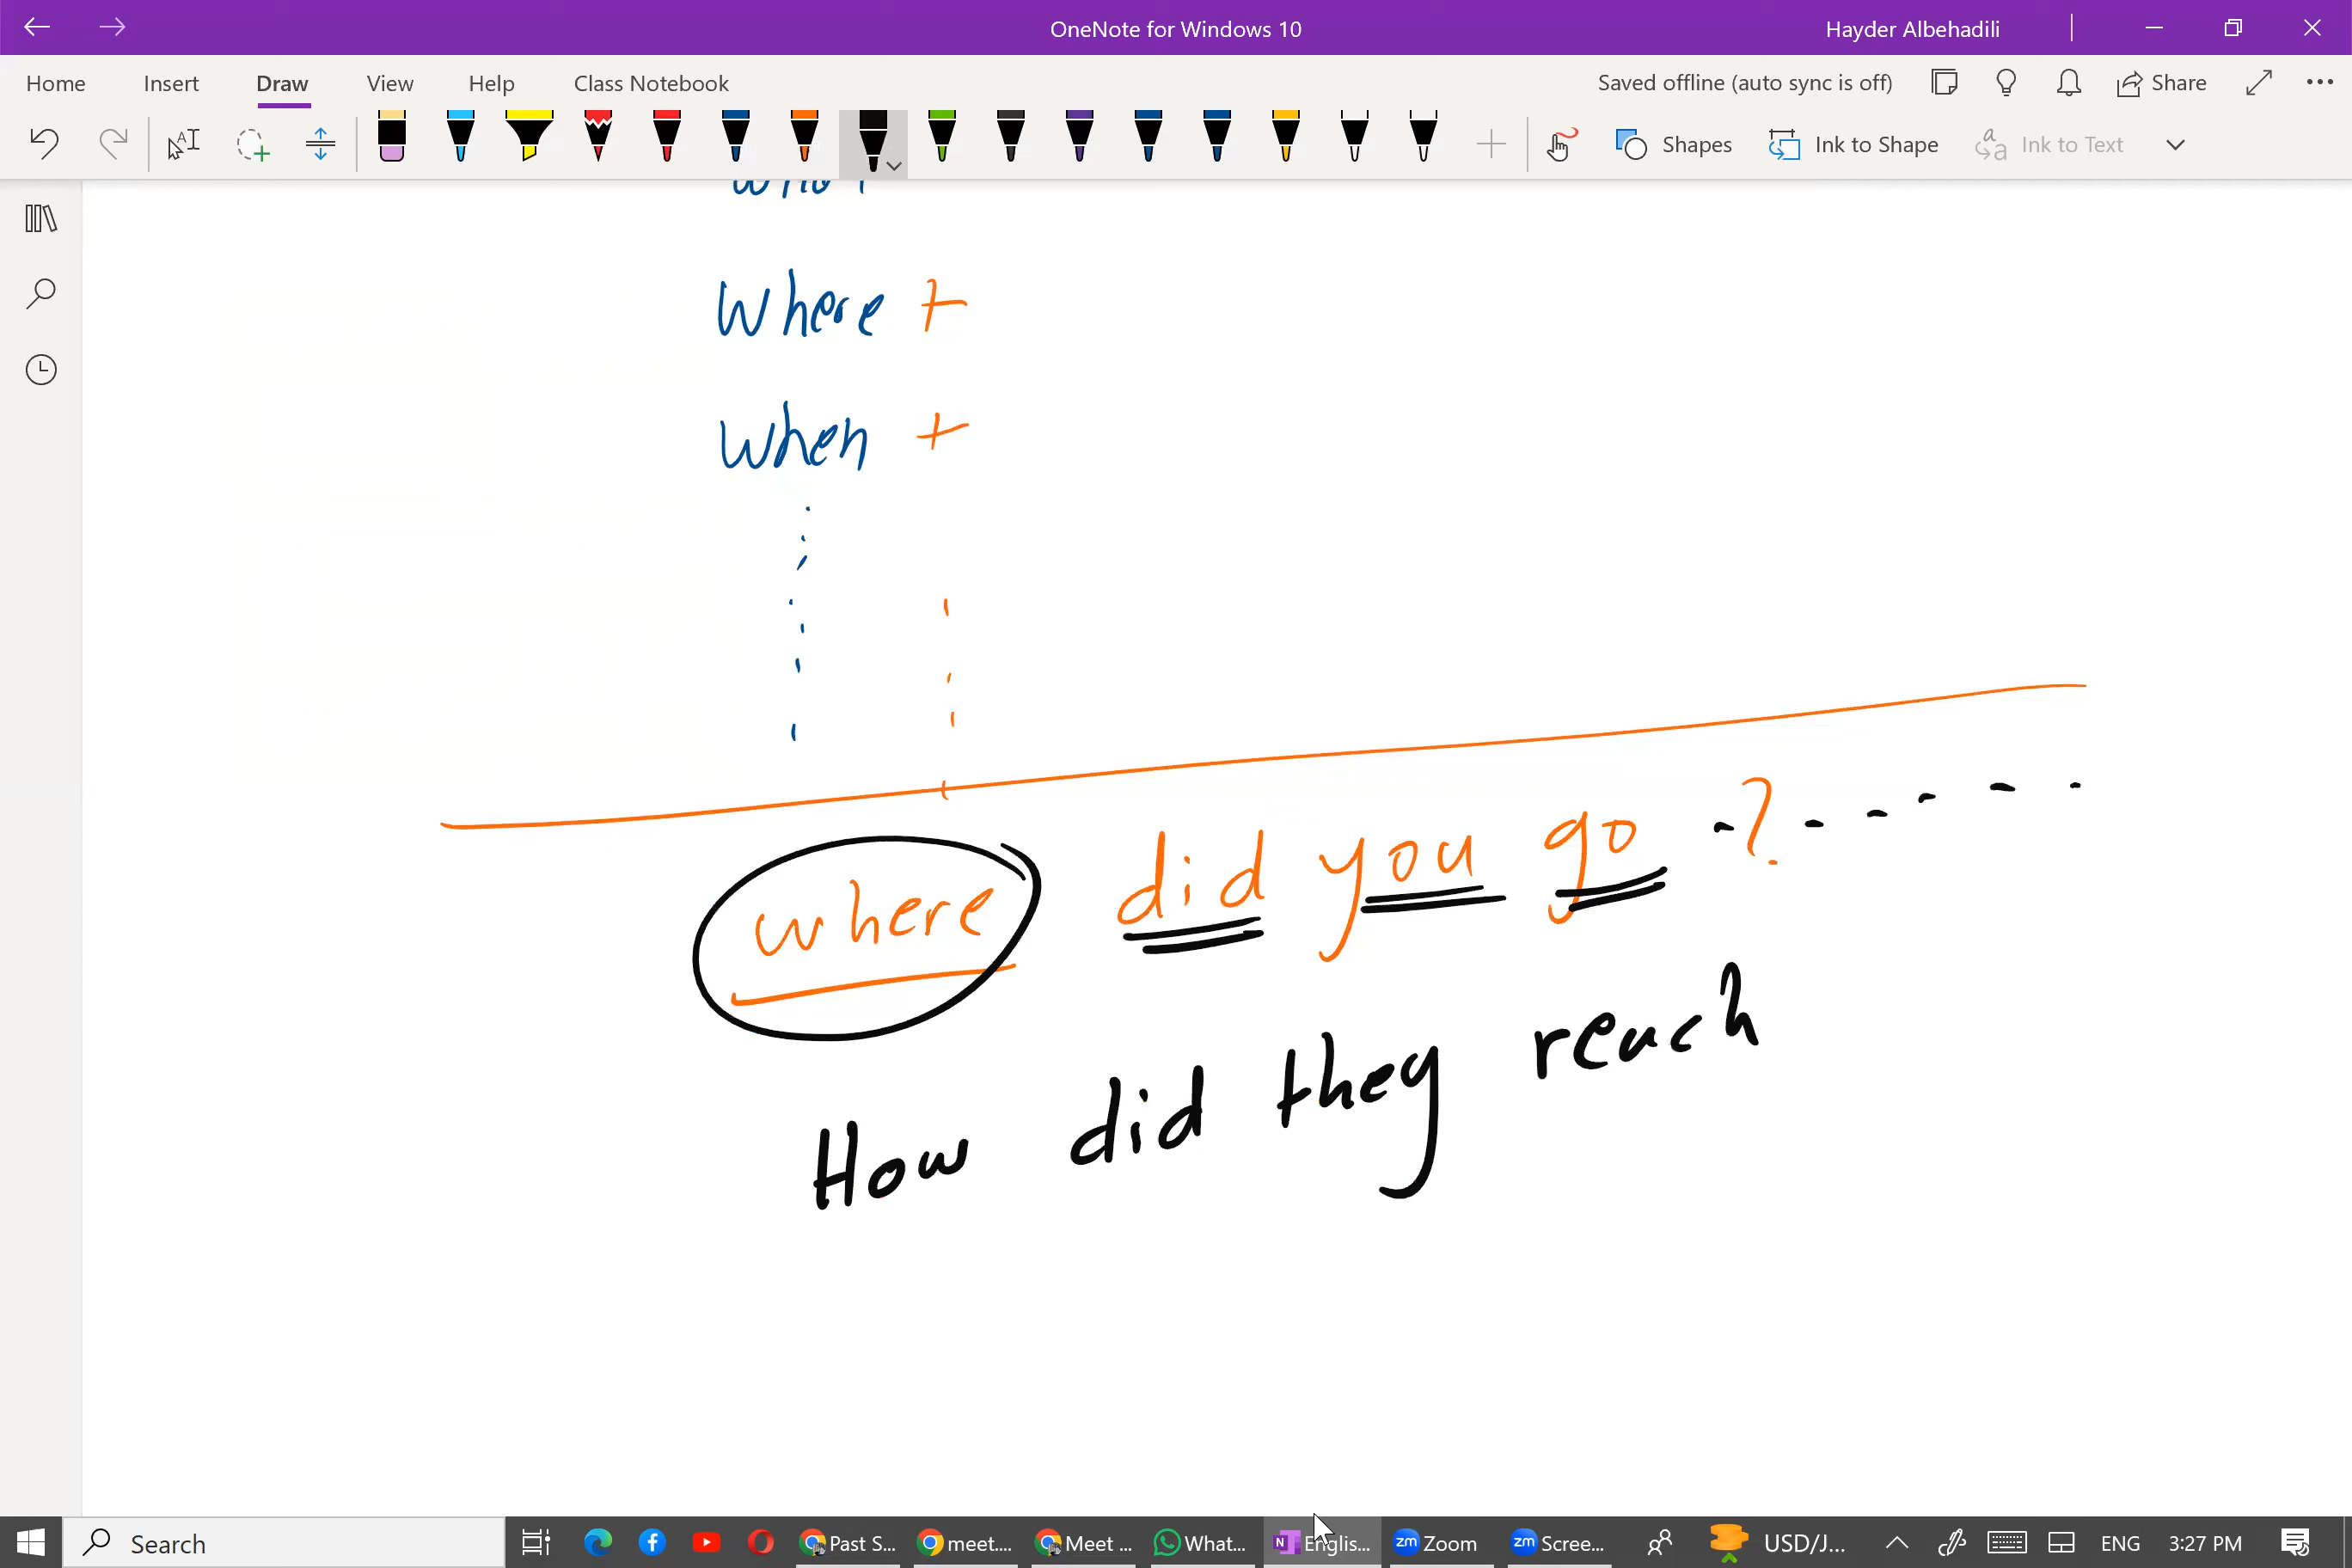 OneNote for Windows 10 Hayder Albehadili
Home Insert Draw View Help Class Notebook Saved offline (auto sync is off) Share
Shapes Ink to Shape Ink to Text
where +
when +
where did you go ?
How did they reach
Search Past S... meet.... Meet ... What... Englis... Zoom Scree... USD/J... ENG 3:27 PM